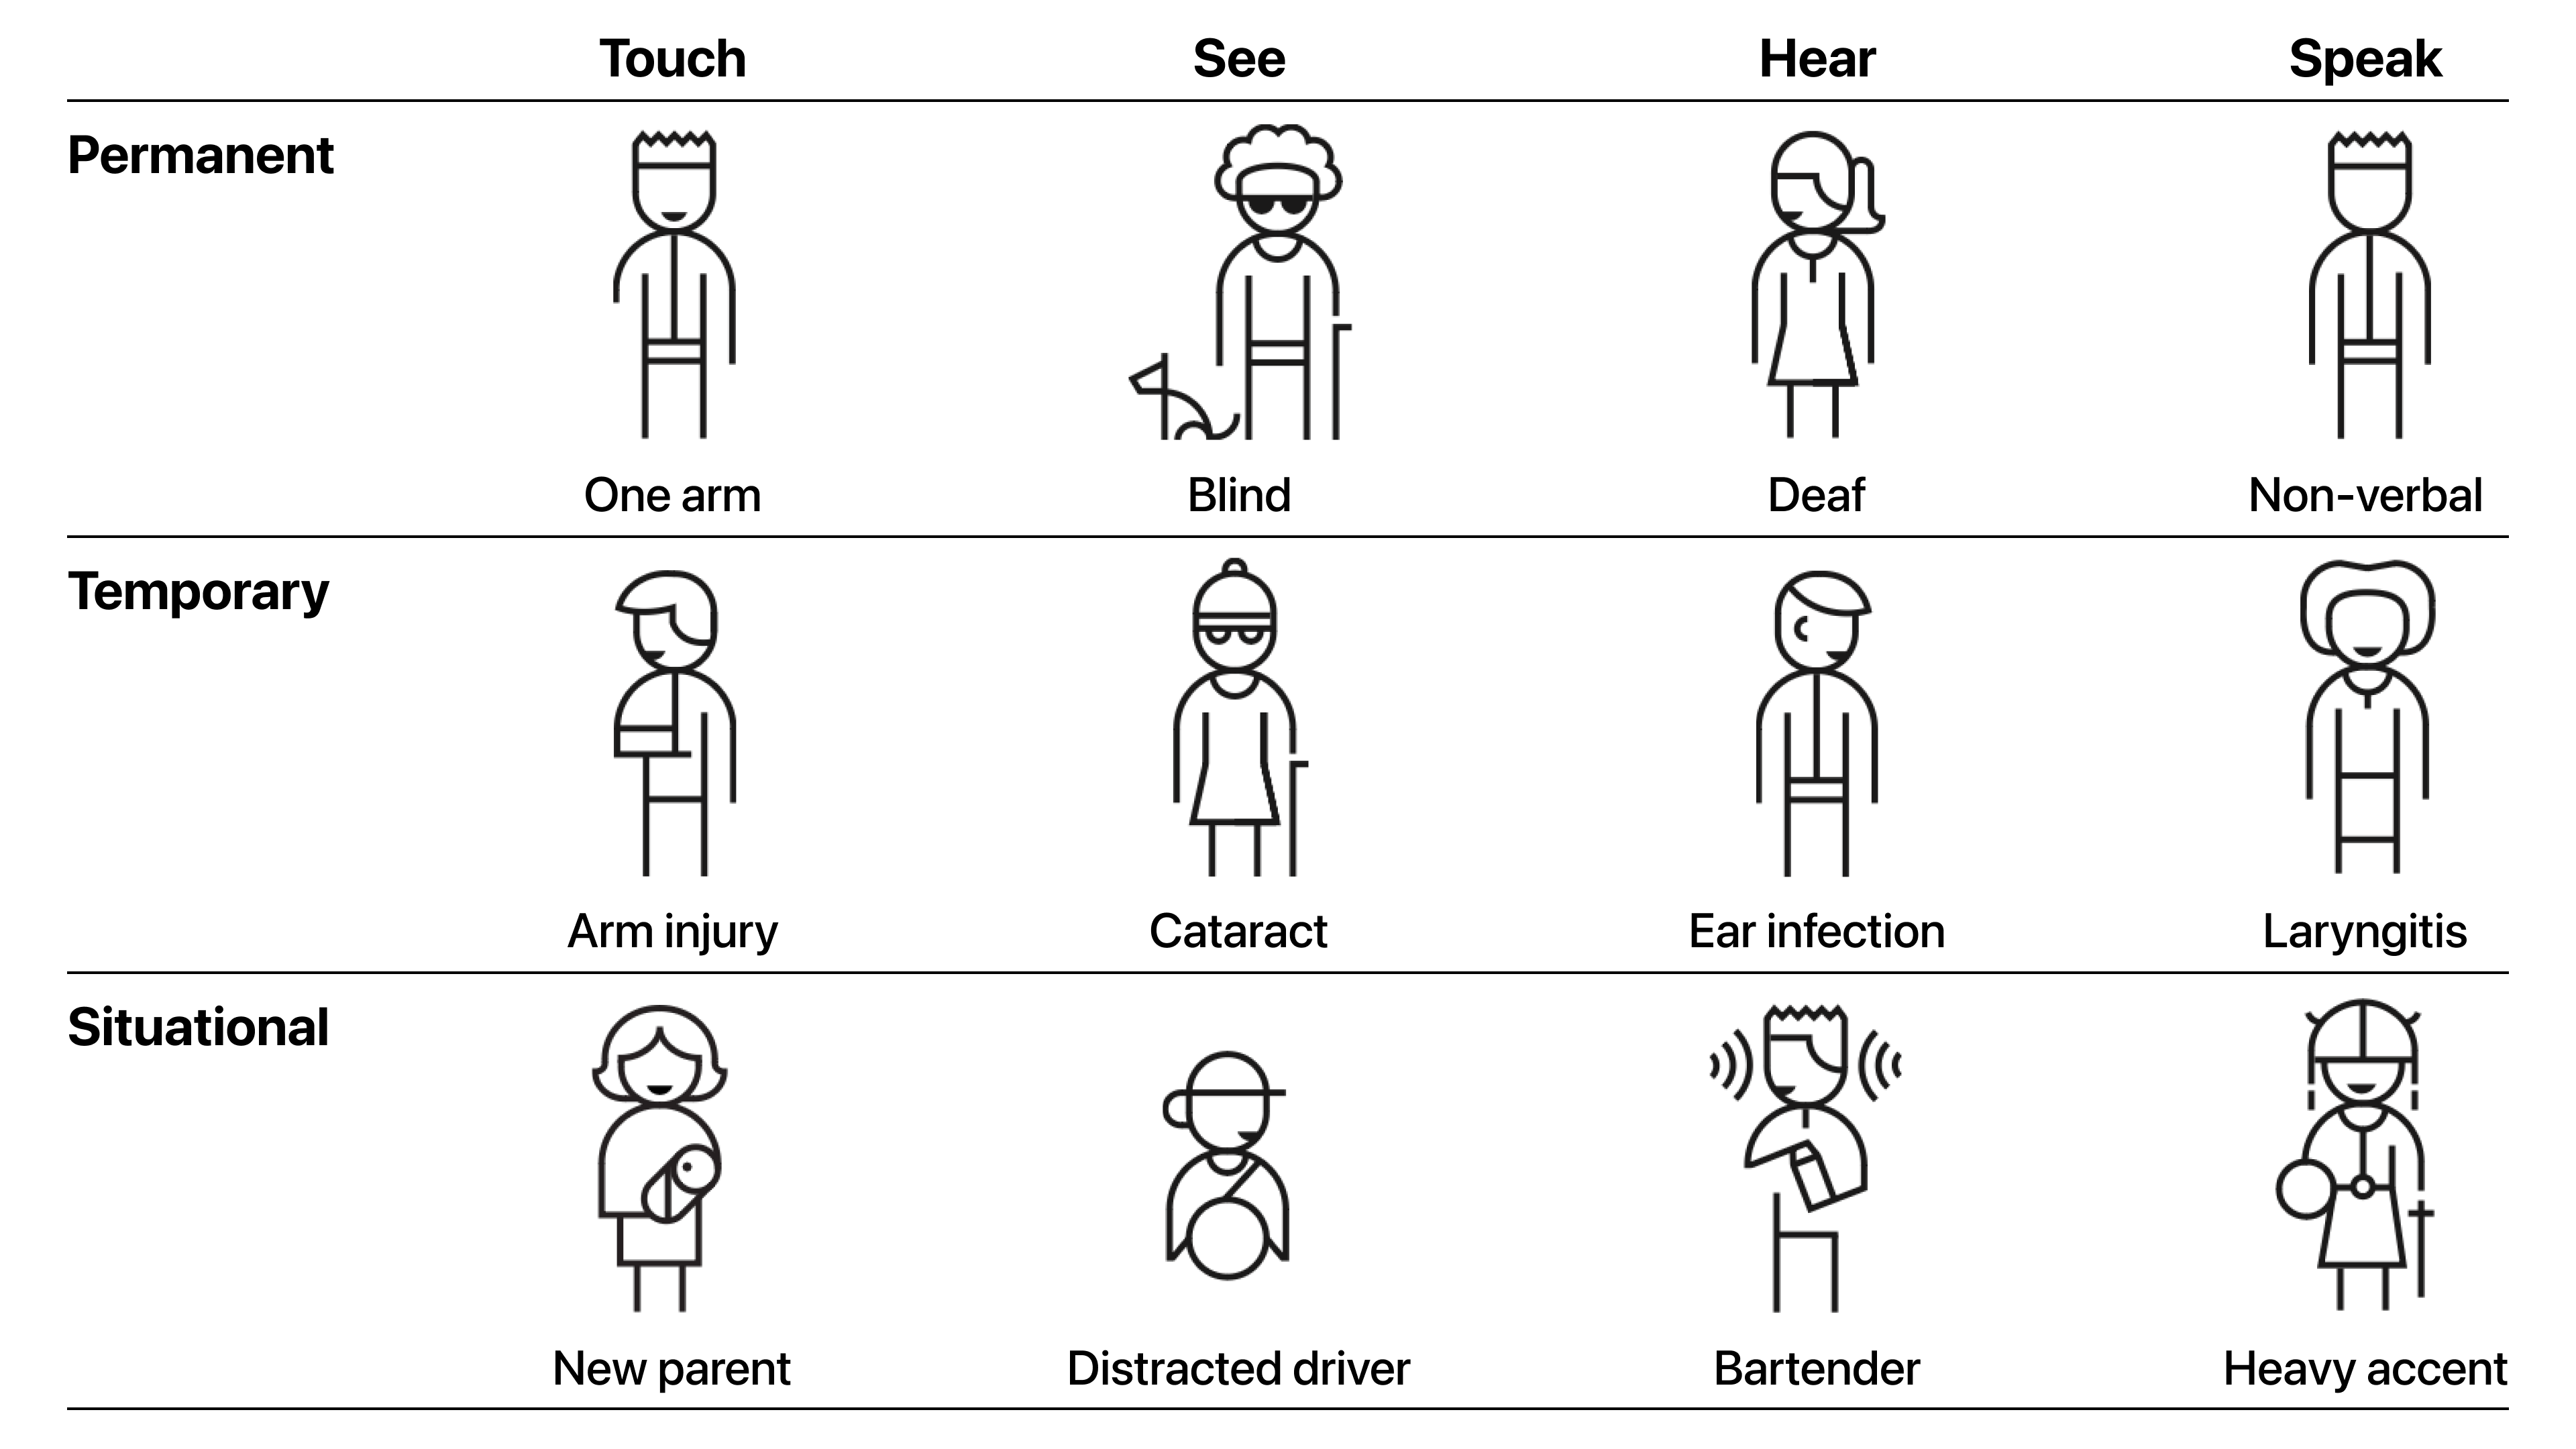 Touch See Hear Speak
Permanent
One arm Blind Deaf Non-verbal
Temporary
Arm injury Cataract Ear infection Laryngitis
Situational
New parent Distracted driver Bartender Heavy accent